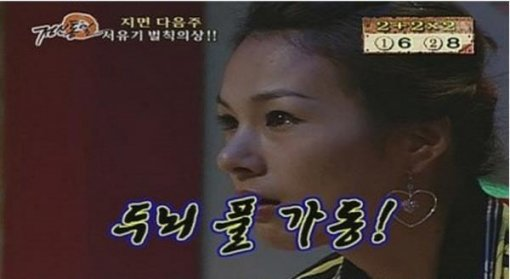 지면 다음주
서유기 벌칙의상!!
2+2×2
①6 ②8
두뇌 풀 가동!